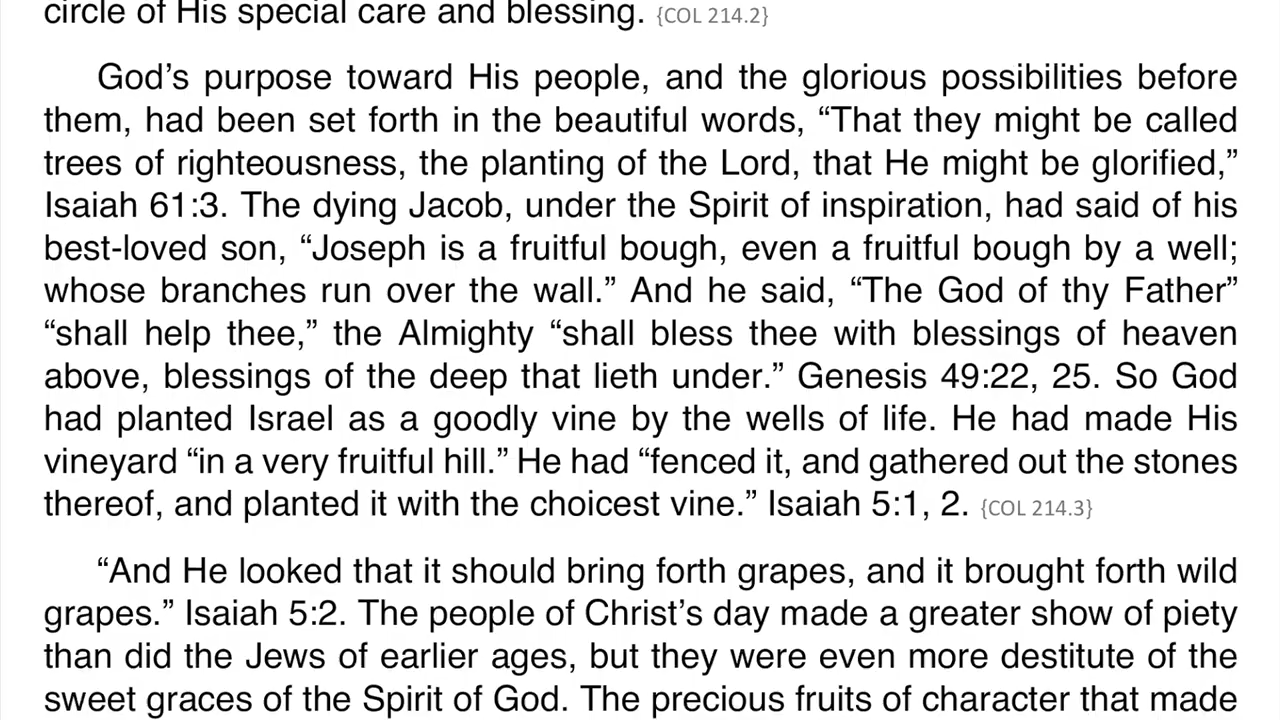 circle of His special care and blessing. {COL 214.2}
God’s purpose toward His people, and the glorious possibilities before
them, had been set forth in the beautiful words, “That they might be called
trees of righteousness, the planting of the Lord, that He might be glorified,”
Isaiah 61:3. The dying Jacob, under the Spirit of inspiration, had said of his
best-loved son, “Joseph is a fruitful bough, even a fruitful bough by a well;
whose branches run over the wall.” And he said, “The God of thy Father”
“shall help thee,” the Almighty “shall bless thee with blessings of heaven
above, blessings of the deep that lieth under.” Genesis 49:22, 25. So God
had planted Israel as a goodly vine by the wells of life. He had made His
vineyard “in a very fruitful hill.” He had “fenced it, and gathered out the stones
thereof, and planted it with the choicest vine.” Isaiah 5:1, 2. {COL 214.3}
“And He looked that it should bring forth grapes, and it brought forth wild
grapes.” Isaiah 5:2. The people of Christ’s day made a greater show of piety
than did the Jews of earlier ages, but they were even more destitute of the
sweet graces of the Spirit of God. The precious fruits of character that made